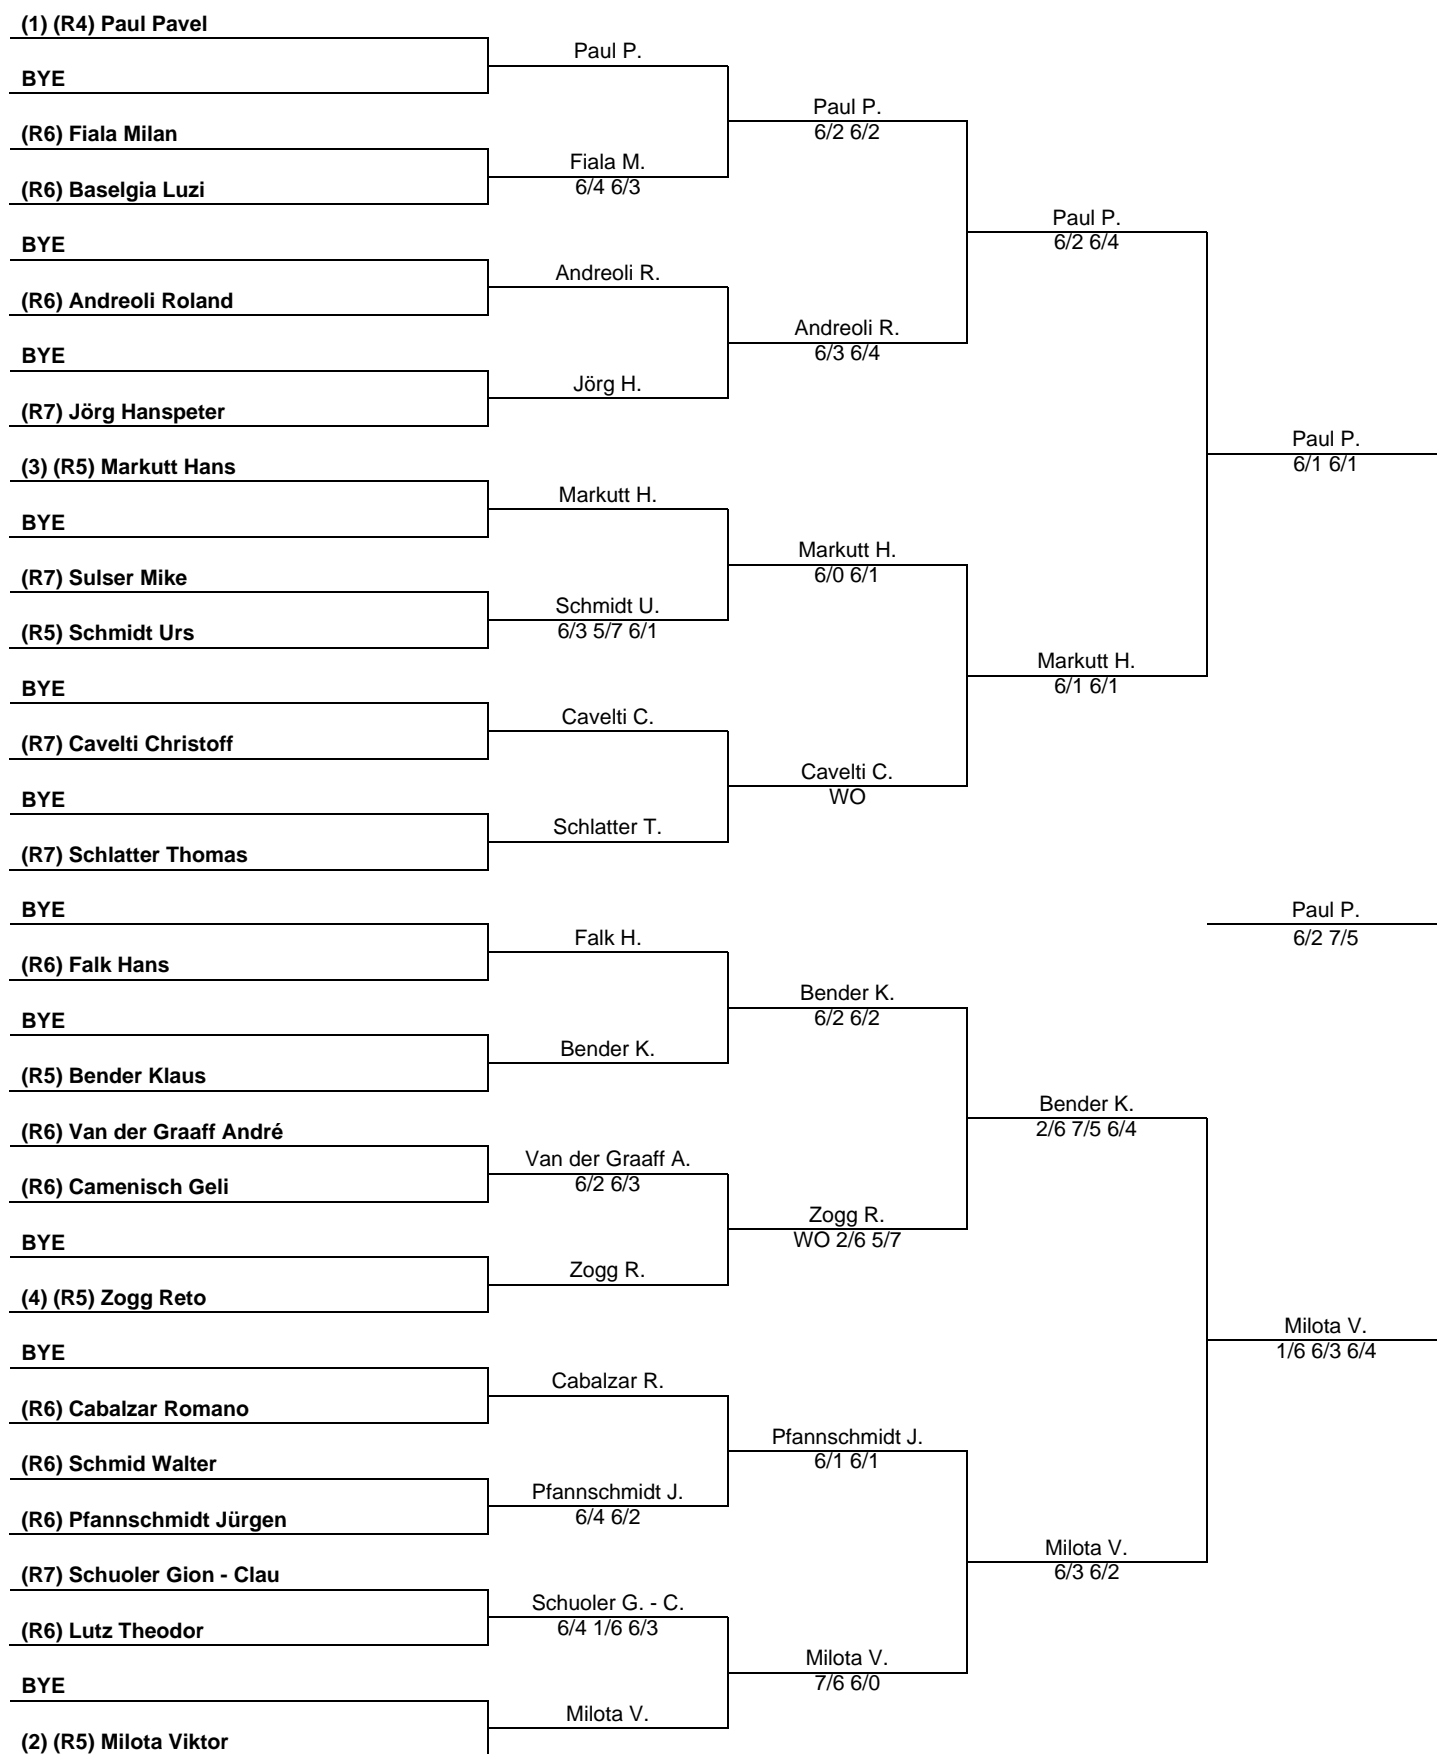 (1) (R4) Paul Pavel
BYE
(R6) Fiala Milan
(R6) Baselgia Luzi
BYE
(R6) Andreoli Roland
BYE
(R7) Jörg Hanspeter
(3) (R5) Markutt Hans
BYE
(R7) Sulser Mike
(R5) Schmidt Urs
BYE
(R7) Cavelti Christoff
BYE
(R7) Schlatter Thomas
BYE
(R6) Falk Hans
BYE
(R5) Bender Klaus
(R6) Van der Graaff André
(R6) Camenisch Geli
BYE
(4) (R5) Zogg Reto
BYE
(R6) Cabalzar Romano
(R6) Schmid Walter
(R6) Pfannschmidt Jürgen
(R7) Schuoler Gion - Clau
(R6) Lutz Theodor
BYE
(2) (R5) Milota Viktor
Paul P.
Fiala M.
6/4 6/3
Andreoli R.
Jörg H.
Markutt H.
Schmidt U.
6/3 5/7 6/1
Cavelti C.
Schlatter T.
Falk H.
Bender K.
Van der Graaff A.
6/2 6/3
Zogg R.
Cabalzar R.
Pfannschmidt J.
6/4 6/2
Schuoler G. - C.
6/4 1/6 6/3
Milota V.
Paul P.
6/2 6/2
Andreoli R.
6/3 6/4
Markutt H.
6/0 6/1
Cavelti C.
WO
Bender K.
6/2 6/2
Zogg R.
WO 2/6 5/7
Pfannschmidt J.
6/1 6/1
Milota V.
7/6 6/0
Paul P.
6/2 6/4
Markutt H.
6/1 6/1
Bender K.
2/6 7/5 6/4
Milota V.
6/3 6/2
Paul P.
6/1 6/1
Paul P.
6/2 7/5
Milota V.
1/6 6/3 6/4